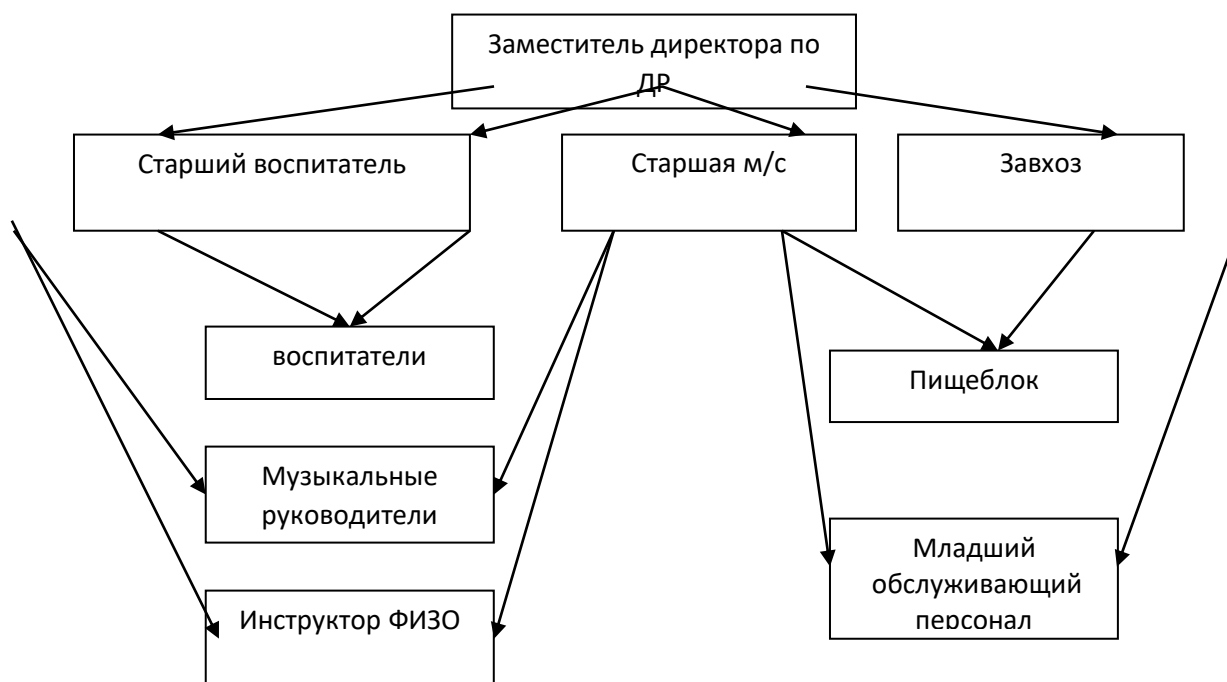 Заместитель директора по
ДР
Старший воспитатель
Старшая м/с
Завхоз
воспитатели
Пищеблок
Музыкальные
руководители
Младший
обслуживающий
персонал
Инструктор ФИЗО